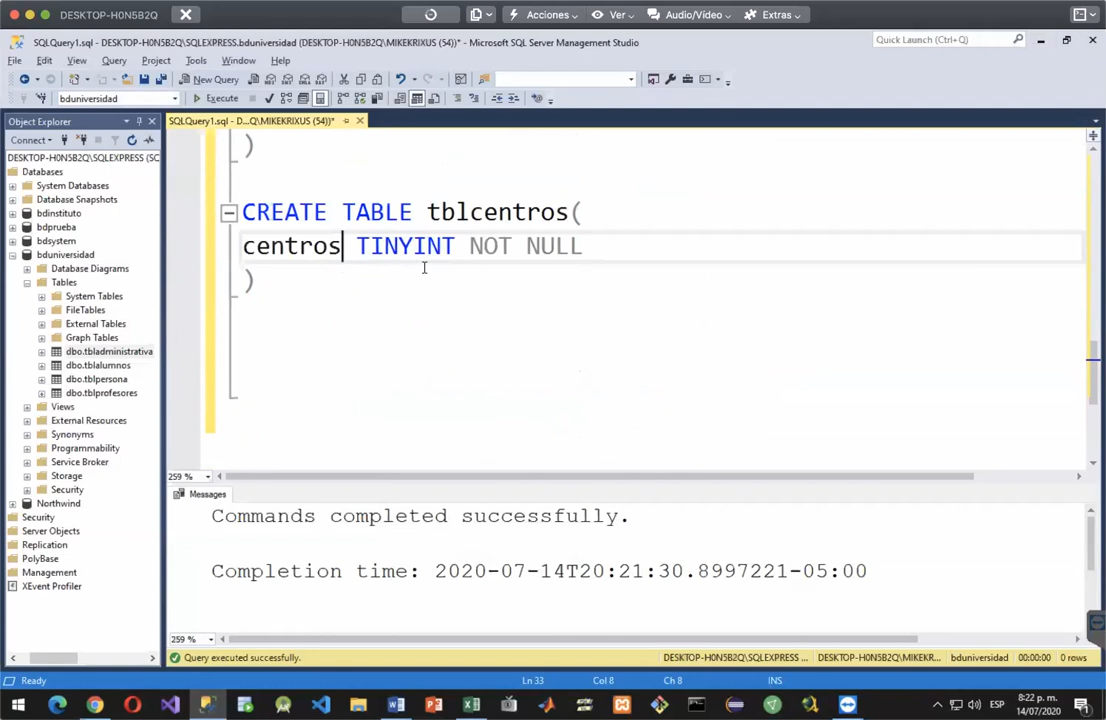 DESKTOP-H0N5B2Q
Acciones
Ver
Audio/Vídeo
Extras
SQLQuery1.sql - DESKTOP-H0N5B2Q\SQLEXPRESS.bduniversidad (DESKTOP-H0N5B2Q\MIKEKRIXUS (54))* - Microsoft SQL Server Management Studio
Quick Launch (Ctrl+Q)
File Edit View Query Project Tools Window Help
New Query
bduniversidad
Execute
Object Explorer
SQLQuery1.sql - D...Q\MIKEKRIXUS (54))*
Connect
DESKTOP-H0N5B2Q\SQLEXPRESS (SC
Databases
System Databases
Database Snapshots
bdinstituto
bdprueba
bdsystem
bduniversidad
Database Diagrams
Tables
System Tables
FileTables
External Tables
Graph Tables
dbo.tbladministrativa
dbo.tblalumnos
dbo.tblpersona
dbo.tblprofesores
Views
External Resources
Synonyms
Programmability
Service Broker
Storage
Security
Northwind
Security
Server Objects
Replication
PolyBase
Management
XEvent Profiler
)
CREATE TABLE tblcentros(
centros TINYINT NOT NULL
)
259 %
Messages
Commands completed successfully.
Completion time: 2020-07-14T20:21:30.8997221-05:00
259 %
Query executed successfully.
DESKTOP-H0N5B2Q\SQLEXPRESS ...
DESKTOP-H0N5B2Q\MIKEKR...
bduniversidad
00:00:00
0 rows
Ready
Ln 33
Col 8
Ch 8
INS
ESP
8:22 p. m.
14/07/2020